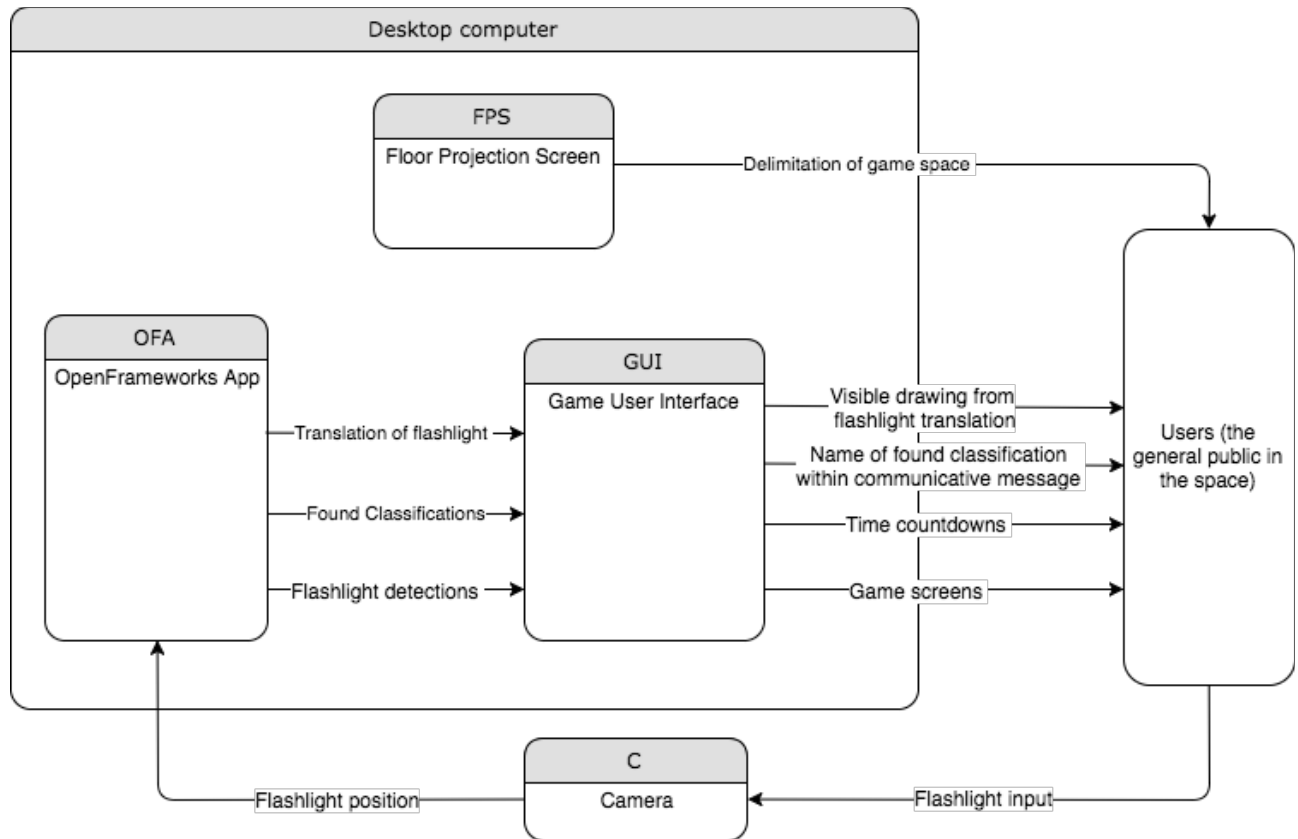 Desktop computer
FPS
Floor Projection Screen
Delimitation of game space
OFA
OpenFrameworks App
GUI
Game User Interface
Translation of flashlight
Found Classifications
Flashlight detections
Visible drawing from
flashlight translation
Name of found classification
within communicative message
Time countdowns
Game screens
Users (the
general public in
the space)
C
Camera
Flashlight position
Flashlight input